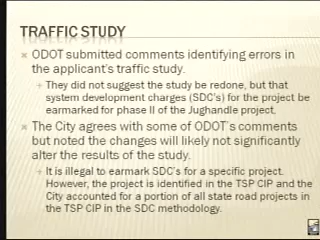 TRAFFIC STUDY
ODOT submitted comments identifying errors in
the applicant's traffic study.
They did not suggest the study be redone, but that
system development charges (SDC's) for the project be
earmarked for phase II of the Jughandle project,
The City agrees with some of ODOT's comments
but noted the changes will likely not significantly
alter the results of the study.
It is illegal to earmark SDC's for a specific project.
However, the project is identified in the TSP CIP and the
City accounted for a portion of all state road projects in
the TSP CIP in the SDC methodology.